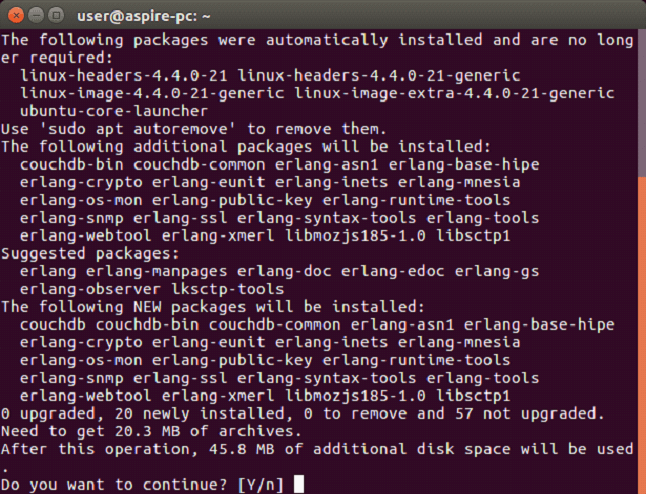 user@aspire-pc: ~
The following packages were automatically installed and are no long
er required:
linux-headers-4.4.0-21 linux-headers-4.4.0-21-generic
linux-image-4.4.0-21-generic linux-image-extra-4.4.0-21-generic
ubuntu-core-launcher
Use 'sudo apt autoremove' to remove them.
The following additional packages will be installed:
couchdb-bin couchdb-common erlang-asn1 erlang-base-hipe
erlang-crypto erlang-eunit erlang-inets erlang-mnesia
erlang-os-mon erlang-public-key erlang-runtime-tools
erlang-snmp erlang-ssl erlang-syntax-tools erlang-tools
erlang-webtool erlang-xmerl libmozjs185-1.0 libsctp1
Suggested packages:
erlang erlang-manpages erlang-doc erlang-edoc erlang-gs
erlang-observer lksctp-tools
The following NEW packages will be installed:
couchdb couchdb-bin couchdb-common erlang-asn1 erlang-base-hipe
erlang-crypto erlang-eunit erlang-inets erlang-mnesia
erlang-os-mon erlang-public-key erlang-runtime-tools
erlang-snmp erlang-ssl erlang-syntax-tools erlang-tools
erlang-webtool erlang-xmerl libmozjs185-1.0 libsctp1
0 upgraded, 20 newly installed, 0 to remove and 57 not upgraded.
Need to get 20.3 MB of archives.
After this operation, 45.8 MB of additional disk space will be used
.
Do you want to continue? [Y/n]